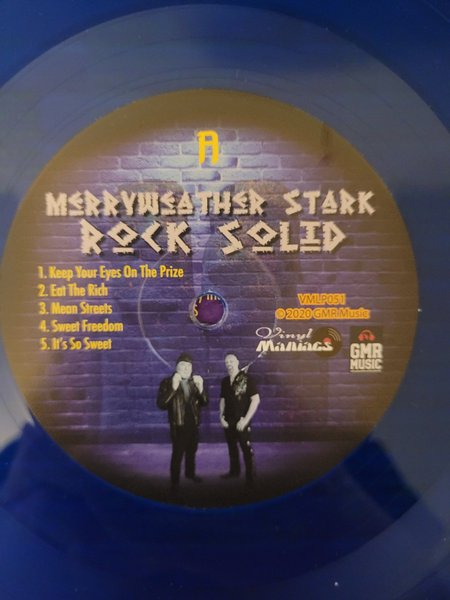 A
MERRYWEATHER STARK
ROCK SOLID
1. Keep Your Eyes On The Prize
2. Eat The Rich
3. Mean Streets
4. Sweet Freedom
5. It's So Sweet
VMLP051
© 2020 GMR Music
Vinyl
Maniacs
GMR
MUSIC